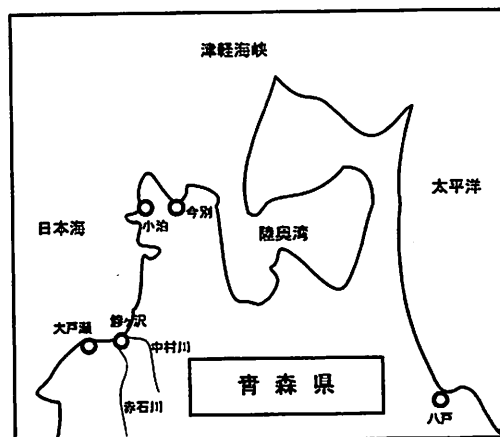 津軽海峡
太平洋
日本海
小泊
今別
陸奥湾
大戸瀬
鯵ヶ沢
中村川
青森県
赤石川
八戸